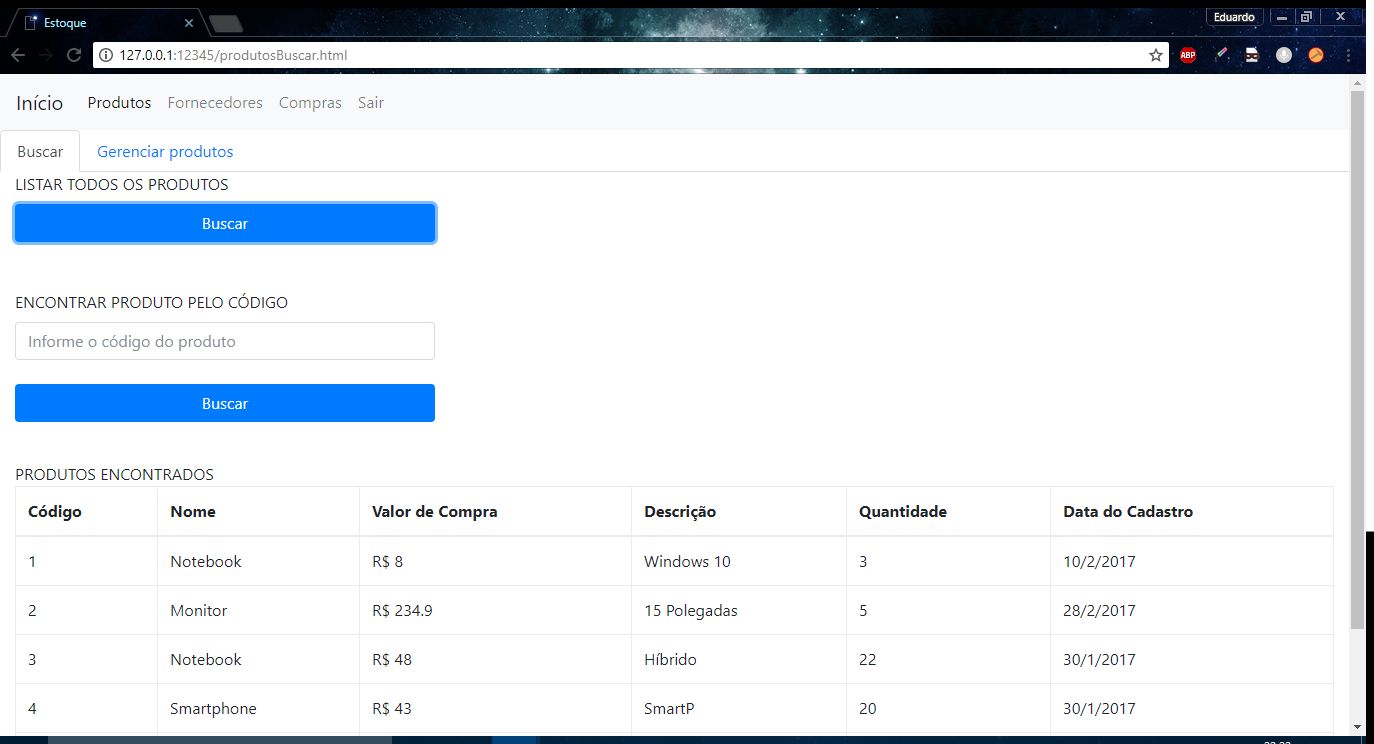 Estoque
Eduardo
127.0.0.1:12345/produtosBuscar.html
ABP
Início Produtos Fornecedores Compras Sair
Buscar Gerenciar produtos
LISTAR TODOS OS PRODUTOS
Buscar
ENCONTRAR PRODUTO PELO CÓDIGO
Informe o código do produto
Buscar
PRODUTOS ENCONTRADOS
Código Nome Valor de Compra Descrição Quantidade Data do Cadastro
1 Notebook R$ 8 Windows 10 3 10/2/2017
2 Monitor R$ 234.9 15 Polegadas 5 28/2/2017
3 Notebook R$ 48 Híbrido 22 30/1/2017
4 Smartphone R$ 43 SmartP 20 30/1/2017